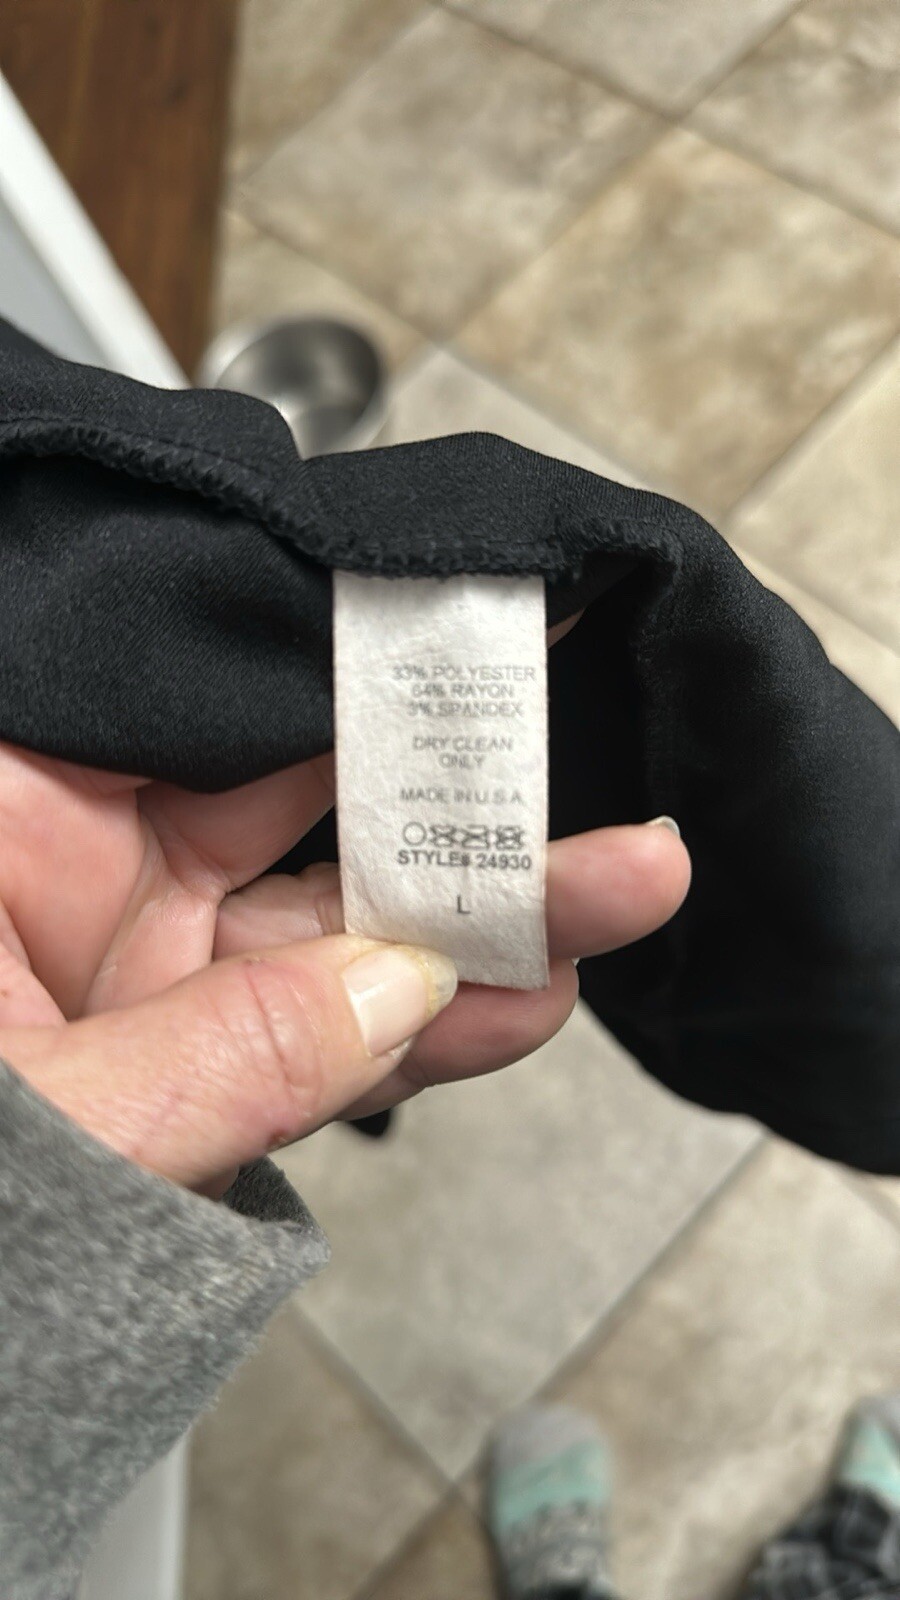 33% POLYESTER
64% RAYON
3% SPANDEX
DRY CLEAN
ONLY
MADE IN U.S.A.
STYLE# 24930
L